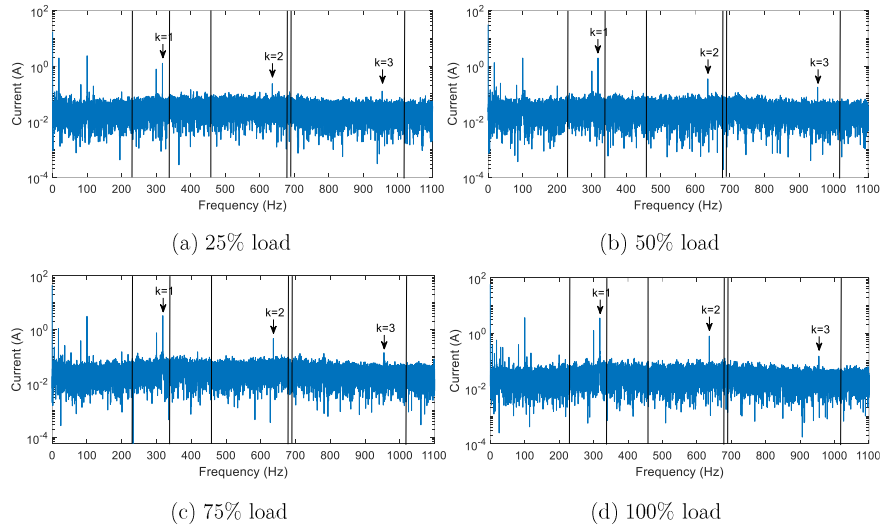 10^2
10^0
10^-2
10^-4
Current (A)
k=1
k=2
k=3
0 100 200 300 400 500 600 700 800 900 1000 1100
Frequency (Hz)
(a) 25% load
10^2
10^0
10^-2
10^-4
Current (A)
k=1
k=2
k=3
0 100 200 300 400 500 600 700 800 900 1000 1100
Frequency (Hz)
(b) 50% load
10^2
10^0
10^-2
10^-4
Current (A)
k=1
k=2
k=3
0 100 200 300 400 500 600 700 800 900 1000 1100
Frequency (Hz)
(c) 75% load
10^2
10^0
10^-2
10^-4
Current (A)
k=1
k=2
k=3
0 100 200 300 400 500 600 700 800 900 1000 1100
Frequency (Hz)
(d) 100% load